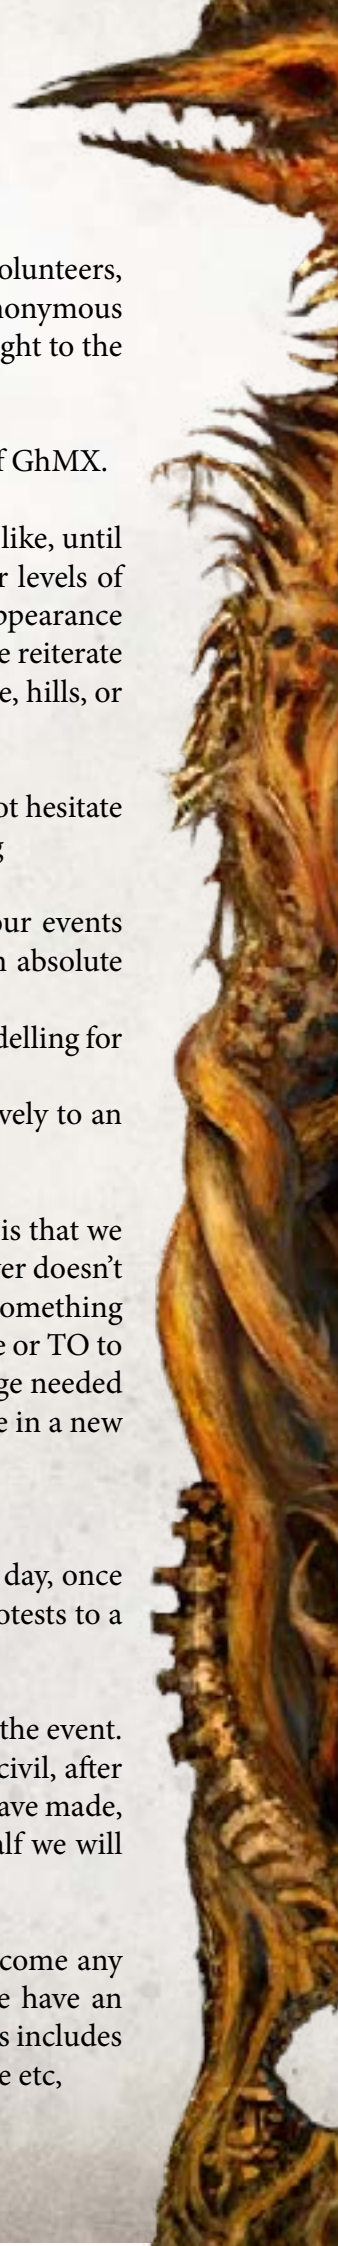 olunteers,
nonymous
ght to the
f GhMX.
like, until
r levels of
ppearance
e reiterate
e, hills, or
ot hesitate
g
our events
n absolute
delling for
vely to an
is that we
er doesn’t
omething
e or TO to
ge needed
e in a new
day, once
otests to a
the event.
civil, after
ave made,
alf we will
come any
e have an
s includes
e etc,